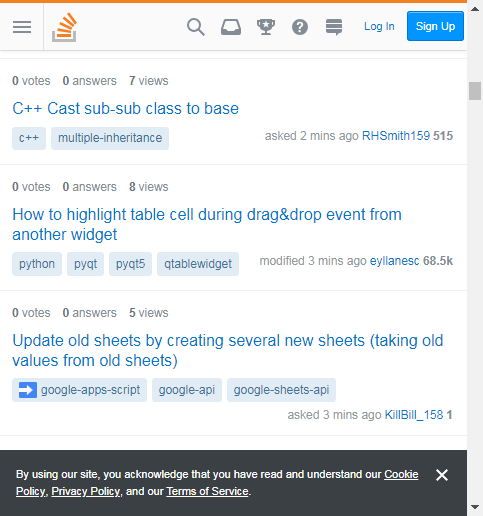 Log In Sign Up
0 votes 0 answers 7 views
C++ Cast sub-sub class to base
c++ multiple-inheritance asked 2 mins ago RHSmith159 515
0 votes 0 answers 8 views
How to highlight table cell during drag&drop event from
another widget
python pyqt pyqt5 qtablewidget modified 3 mins ago eyllanesc 68.5k
0 votes 0 answers 5 views
Update old sheets by creating several new sheets (taking old
values from old sheets)
google-apps-script google-api google-sheets-api
asked 3 mins ago KillBill_158 1
By using our site, you acknowledge that you have read and understand our Cookie
Policy, Privacy Policy, and our Terms of Service.